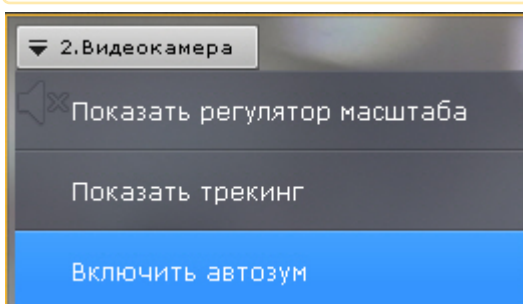 2.Видеокамера
Показать регулятор масштаба
Показать трекинг
Включить автозум